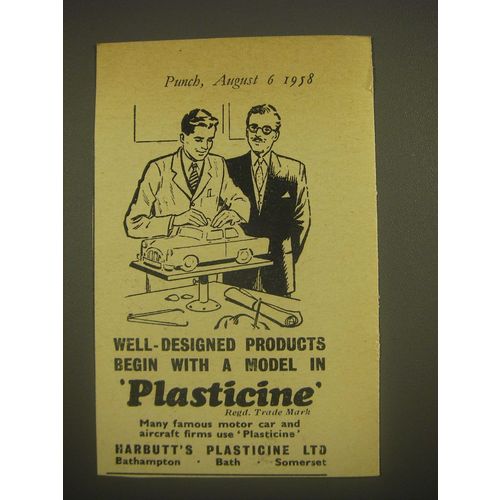 Punch, August 6 1958
WELL-DESIGNED PRODUCTS
BEGIN WITH A MODEL IN
'Plasticine'
Regd. Trade Mark
Many famous motor car and
aircraft firms use 'Plasticine'
HARBUTT'S PLASTICINE LTD
Bathampton · Bath · Somerset